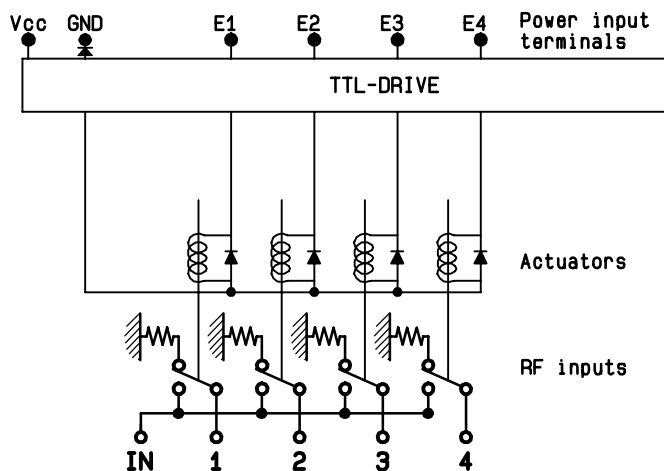 Vcc GND E1 E2 E3 E4 Power input
terminals
TTL-DRIVE
Actuators
RF inputs
IN 1 2 3 4